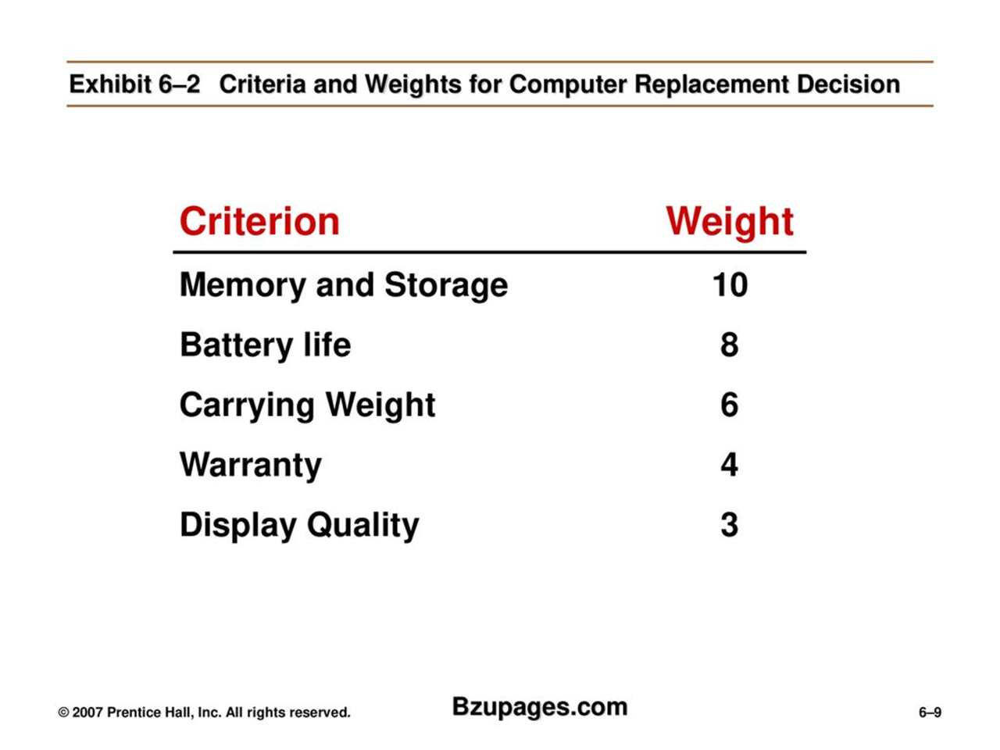 Exhibit 6–2 Criteria and Weights for Computer Replacement Decision
Criterion Weight
Memory and Storage 10
Battery life 8
Carrying Weight 6
Warranty 4
Display Quality 3
© 2007 Prentice Hall, Inc. All rights reserved. Bzupages.com 6–9